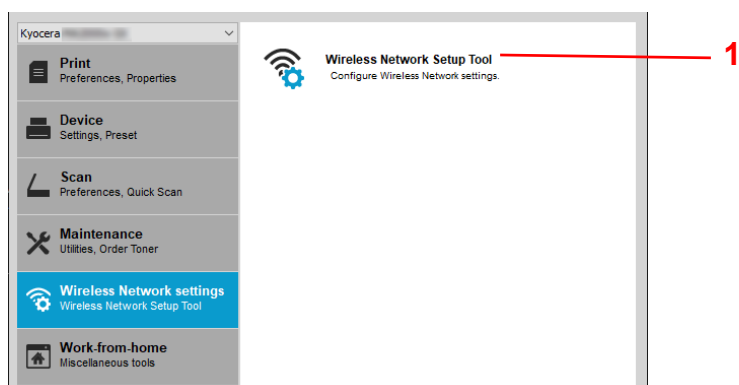 Kyocera
Print
Preferences, Properties
Device
Settings, Preset
Scan
Preferences, Quick Scan
Maintenance
Utilities, Order Toner
Wireless Network settings
Wireless Network Setup Tool
Work-from-home
Miscellaneous tools
Wireless Network Setup Tool
Configure Wireless Network settings.
1